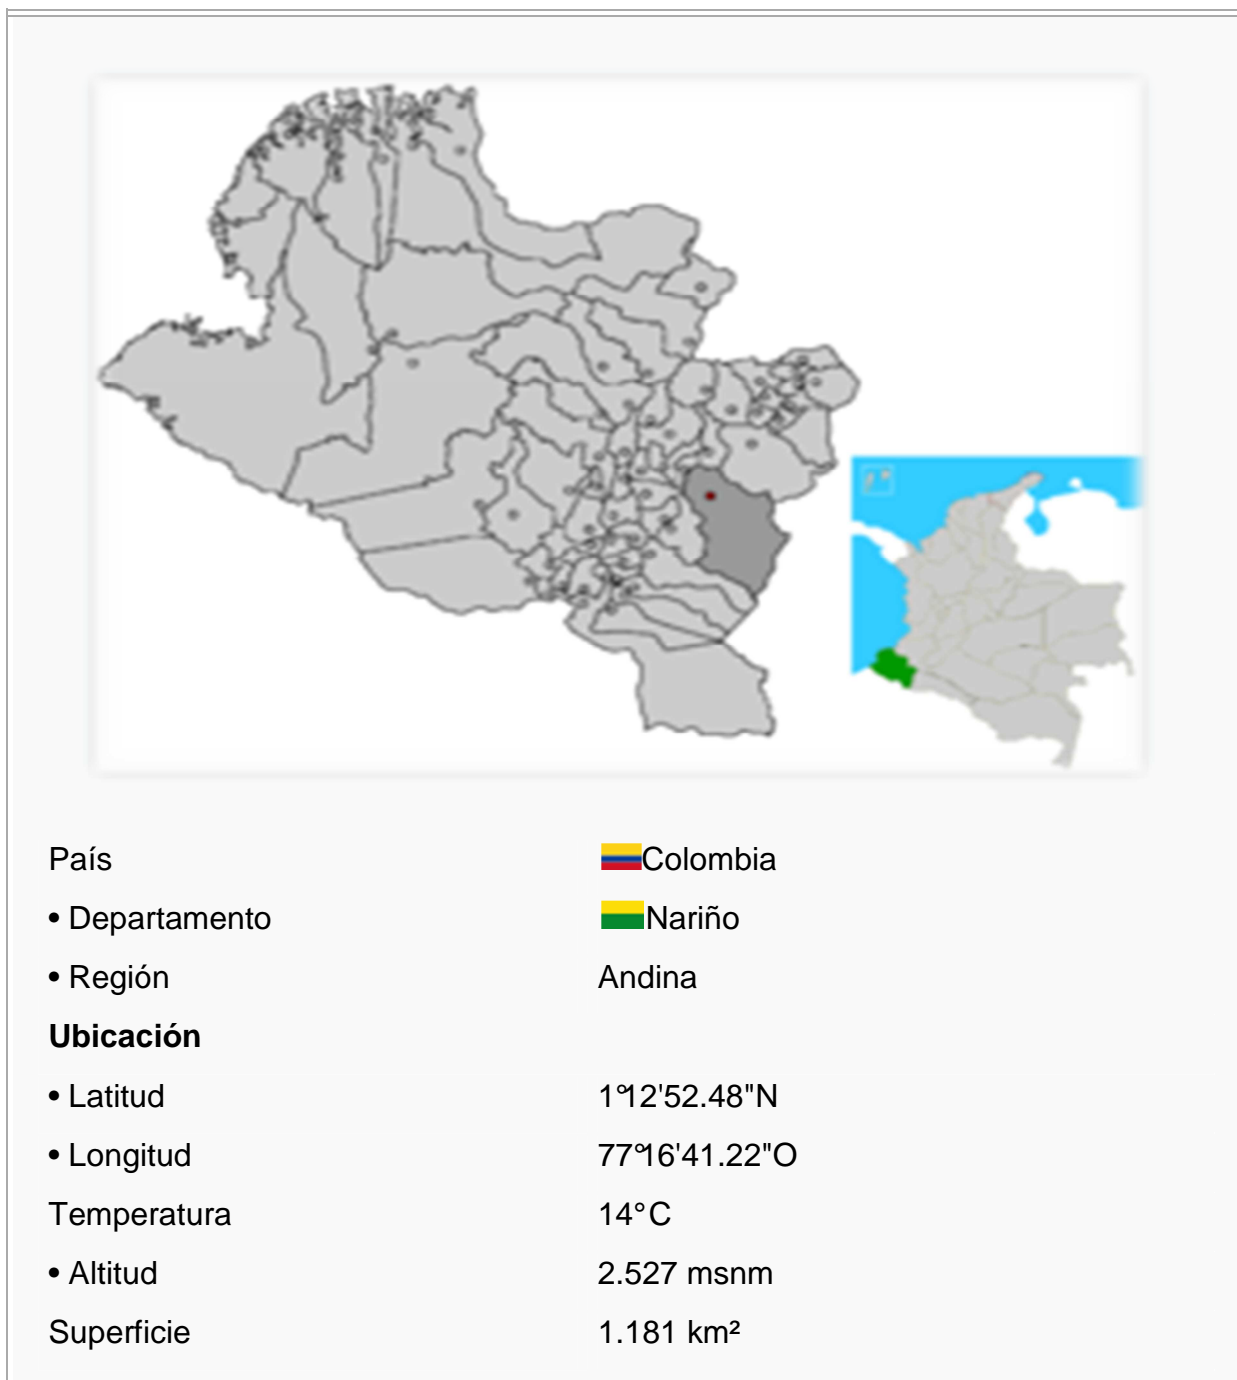 País Colombia
• Departamento Nariño
• Región Andina
Ubicación
• Latitud 1°12'52.48"N
• Longitud 77°16'41.22"O
Temperatura 14°C
• Altitud 2.527 msnm
Superficie 1.181 km²